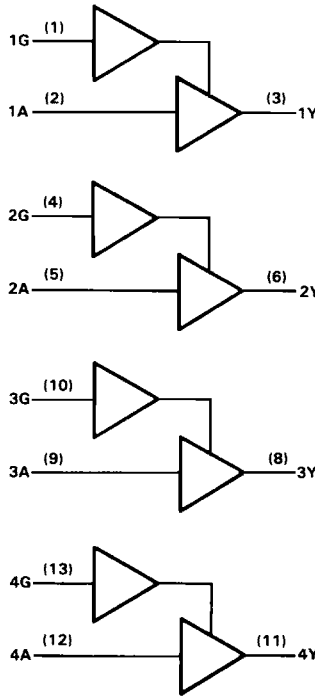 1G (1)
1A (2) (3) 1Y
2G (4)
2A (5) (6) 2Y
3G (10)
3A (9) (8) 3Y
4G (13)
4A (12) (11) 4Y